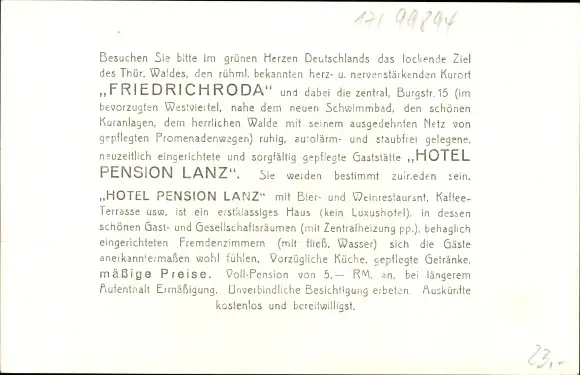 171 99894
Besuchen Sie bitte im grünen Herzen Deutschlands das lockende Ziel
des Thür. Waldes, den rühml. bekannten herz- u. nervenstärkenden Kurort
„FRIEDRICHRODA“ und dabei die zentral, Burgstr. 15 (im
bevorzugten Westviertel, nahe dem neuen Schwimmbad, den schönen
Kuranlagen, dem herrlichen Walde mit seinem ausgedehnten Netz von
gepflegten Promenadenwegen) ruhig, autolärm- und staubfrei gelegene,
neuzeitlich eingerichtete und sorgfältig gepflegte Gaststätte „HOTEL
PENSION LANZ“. Sie werden bestimmt zufrieden sein.
„HOTEL PENSION LANZ“ mit Bier- und Weinrestaurant, Kaffee-
Terrasse usw. ist ein erstklassiges Haus (kein Luxushotel), in dessen
schönen Gast- und Gesellschaftsräumen (mit Zentralheizung pp.), behaglich
eingerichteten Fremdenzimmern (mit fließ. Wasser) sich die Gäste
anerkanntermaßen wohl fühlen. Vorzügliche Küche, gepflegte Getränke,
mäßige Preise. Voll-Pension von 5,— RM. an, bei längerem
Aufenthalt Ermäßigung. Unverbindliche Besichtigung erbeten. Auskünfte
kostenlos und bereitwilligst.
23,-